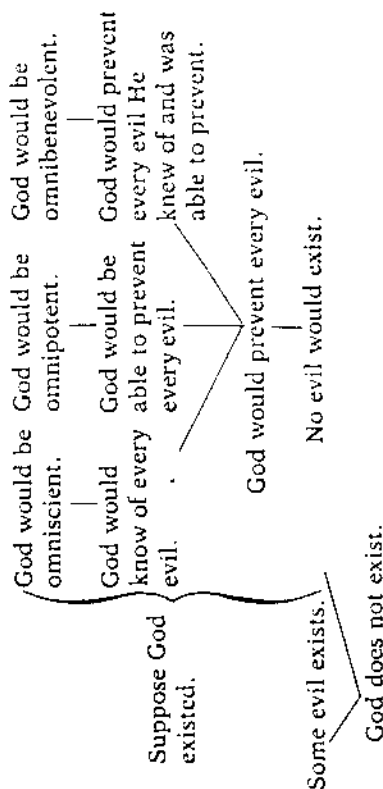 God would be
omniscient.
God would be
omnipotent.
God would be
omnibenevolent.
God would
know of every
evil.
God would be
able to prevent
every evil.
God would prevent
every evil He
knew of and was
able to prevent.
Suppose God
existed.
God would prevent every evil.
No evil would exist.
Some evil exists.
God does not exist.